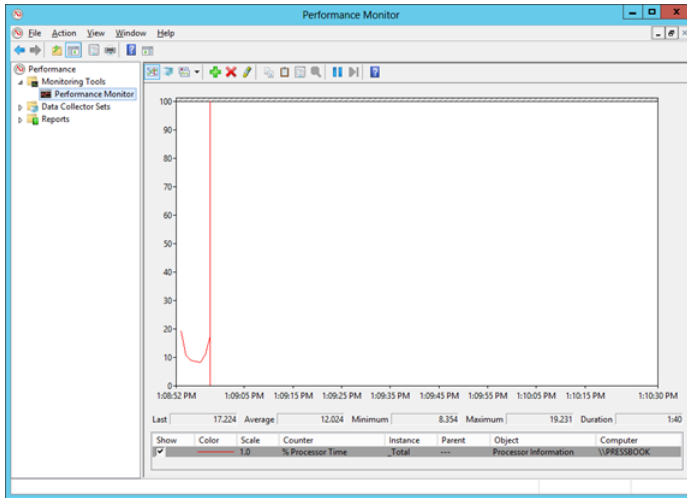 Performance Monitor
File Action View Window Help
Performance
Monitoring Tools
Performance Monitor
Data Collector Sets
Reports
100
90
80
70
60
50
40
30
20
10
0
1:08:52 PM 1:09:05 PM 1:09:15 PM 1:09:25 PM 1:09:35 PM 1:09:45 PM 1:09:55 PM 1:10:05 PM 1:10:15 PM 1:10:30 PM
Last 17.224 Average 12.024 Minimum 8.354 Maximum 19.231 Duration 1:40
Show Color Scale Counter Instance Parent Object Computer
1.0 % Processor Time _Total --- Processor Information \\PRESSBOOK